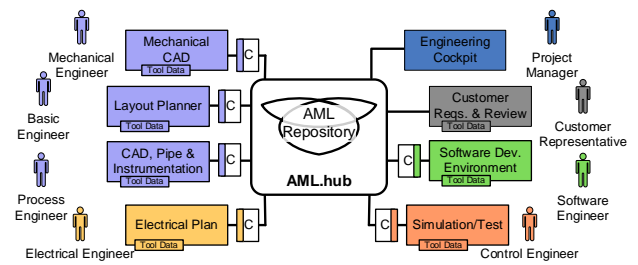 Mechanical
Engineer
Mechanical
CAD
Tool Data
C
Engineering
Cockpit
Project
Manager
Basic
Engineer
Layout Planner
Tool Data
C
AML
Repository
AML.hub
Customer
Reqs. & Review
Tool Data
Customer
Representative
Process
Engineer
CAD, Pipe &
Instrumentation
Tool Data
C
C
Software Dev.
Environment
Tool Data
Software
Engineer
Electrical Engineer
Electrical Plan
Tool Data
C
C
Simulation/Test
Tool Data
Control Engineer